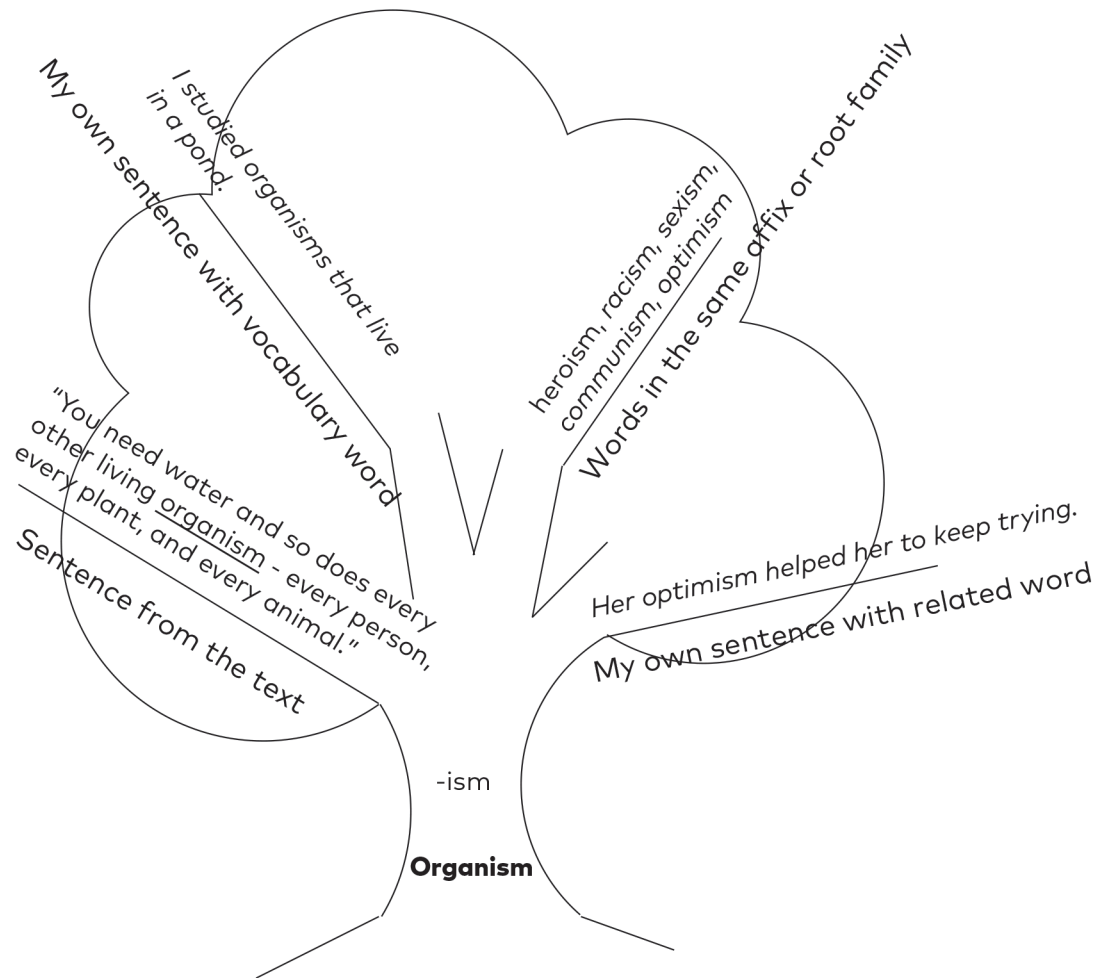 I studied organisms that live
in a pond.
My own sentence with vocabulary word
heroism, racism, sexism,
communism, optimism
Words in the same affix or root family
"You need water and so does every
other living organism - every person,
every plant, and every animal."
Sentence from the text
Her optimism helped her to keep trying.
My own sentence with related word
-ism
Organism